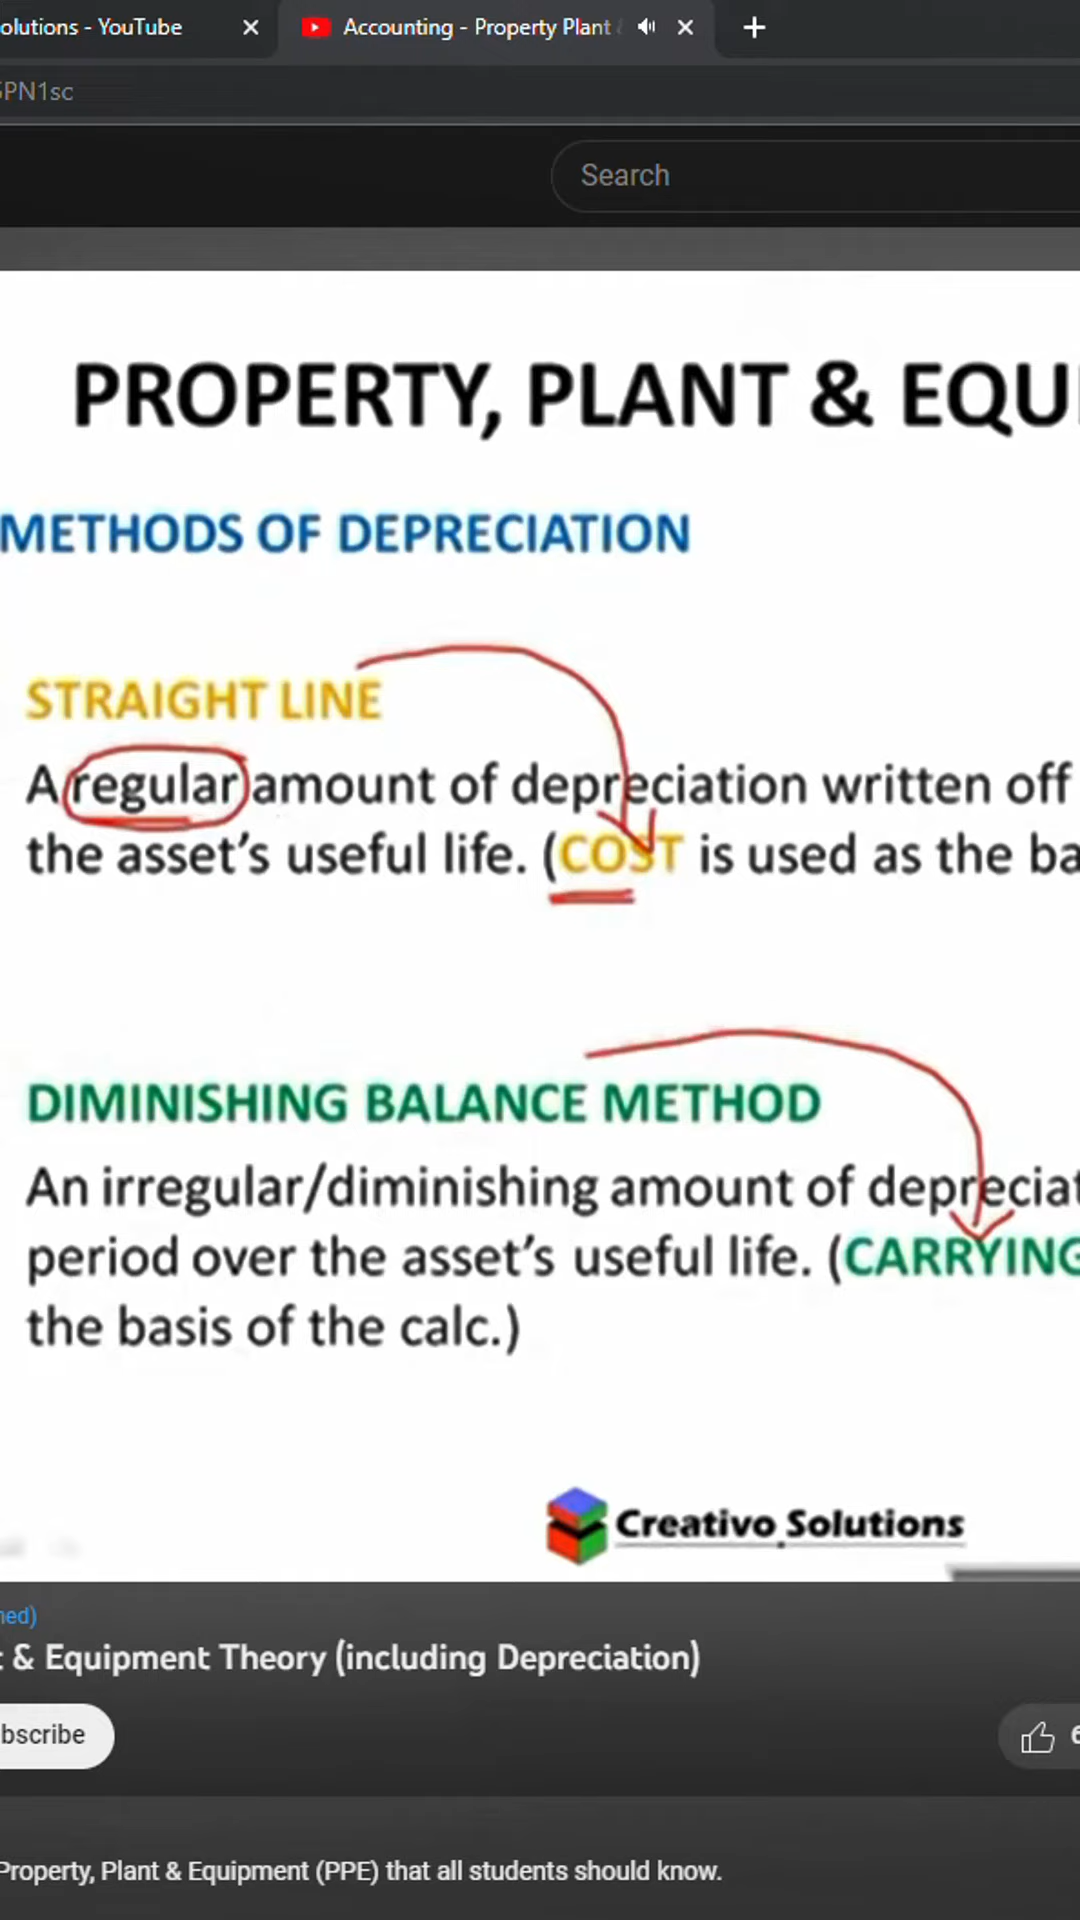 olutions - YouTube
Accounting - Property Plant
5PN1sc
Search
PROPERTY, PLANT & EQU
METHODS OF DEPRECIATION
STRAIGHT LINE
A regular amount of depreciation written off
the asset's useful life. (COST is used as the ba
DIMINISHING BALANCE METHOD
An irregular/diminishing amount of depreciat
period over the asset's useful life. (CARRYING
the basis of the calc.)
Creativo Solutions
ned)
t & Equipment Theory (including Depreciation)
bscribe
6
Property, Plant & Equipment (PPE) that all students should know.